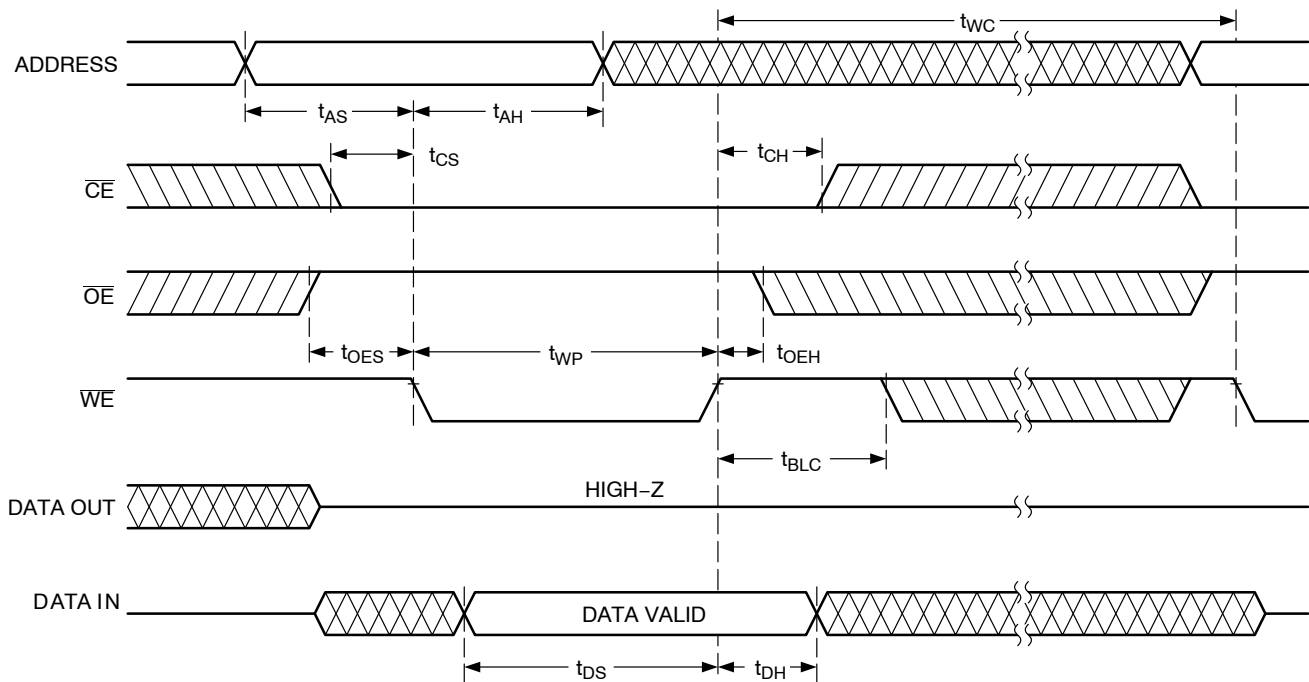 tWC
ADDRESS
tAS
tAH
tCS
tCH
CE
OE
tOES
tWP
tOEH
WE
tBLC
HIGH−Z
DATA OUT
DATA IN
DATA VALID
tDS
tDH